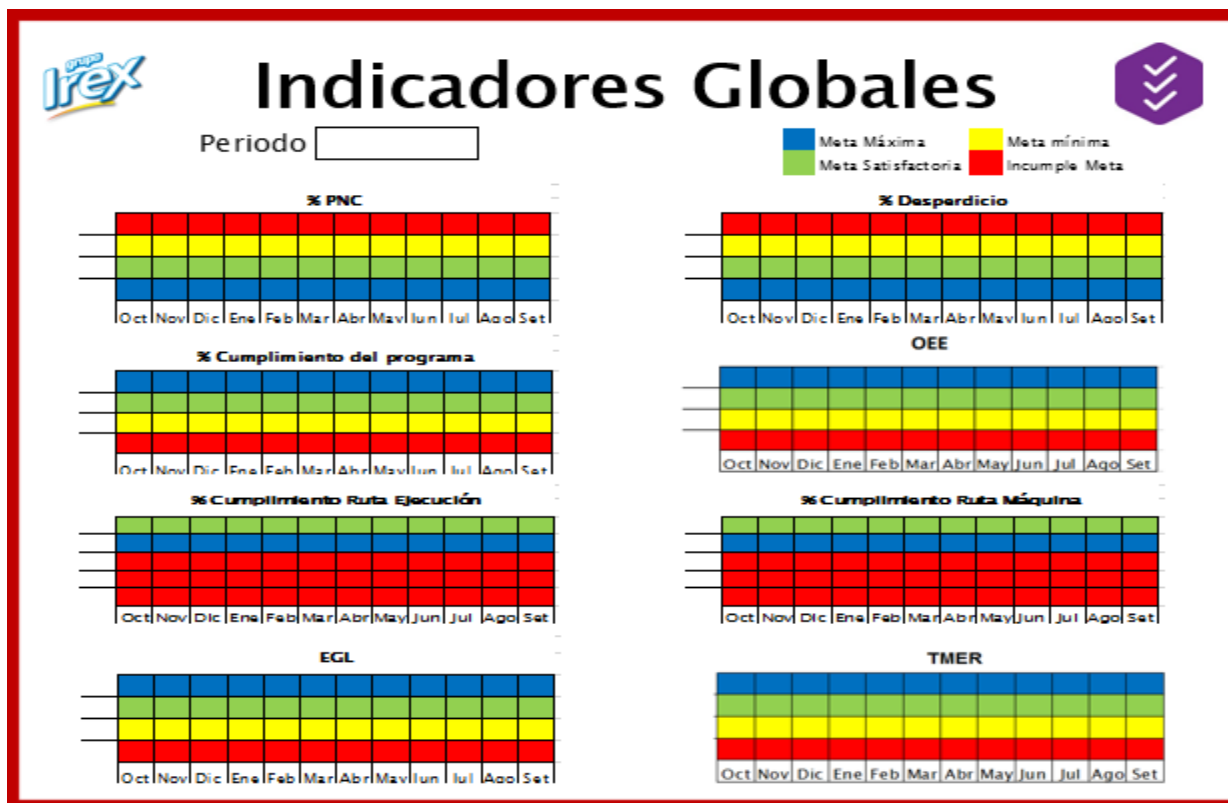 grupo
Irex
Indicadores Globales
Periodo
Meta Máxima
Meta mínima
Meta Satisfactoria
Incumple Meta
% PNC
Oct Nov Dic Ene Feb Mar Abr May Jun Jul Ago Set
% Desperdicio
Oct Nov Dic Ene Feb Mar Abr May Jun Jul Ago Set
% Cumplimiento del programa
Oct Nov Dic Ene Feb Mar Abr May Jun Jul Ago Set
OEE
Oct Nov Dic Ene Feb Mar Abr May Jun Jul Ago Set
% Cumplimiento Ruta Ejecución
Oct Nov Dic Ene Feb Mar Abr May Jun Jul Ago Set
% Cumplimiento Ruta Máquina
Oct Nov Dic Ene Feb Mar Abr May Jun Jul Ago Set
EGL
Oct Nov Dic Ene Feb Mar Abr May Jun Jul Ago Set
TMER
Oct Nov Dic Ene Feb Mar Abr May Jun Jul Ago Set